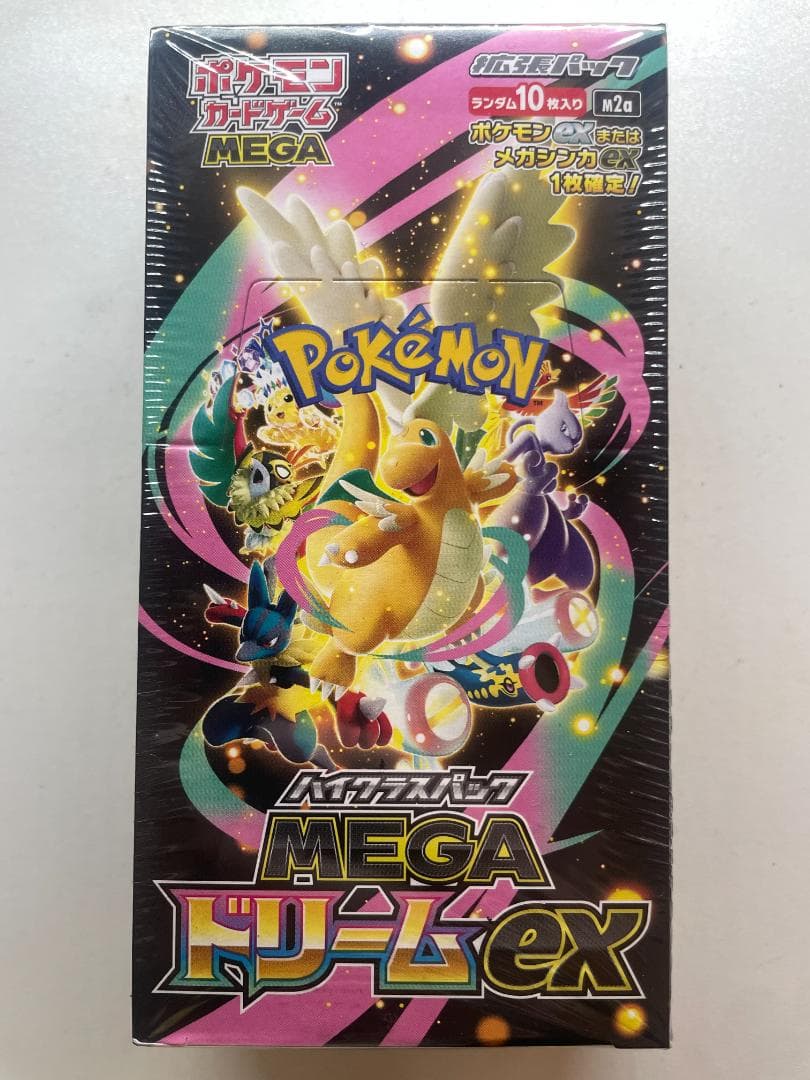 ポケモン
カードゲーム™
MEGA
拡張パック
ランダム10枚入り M2a
ポケモンexまたは
メガシンカex
1枚確定!
POKÉMON
TM
ハイクラスパック
MEGA
ドリームex